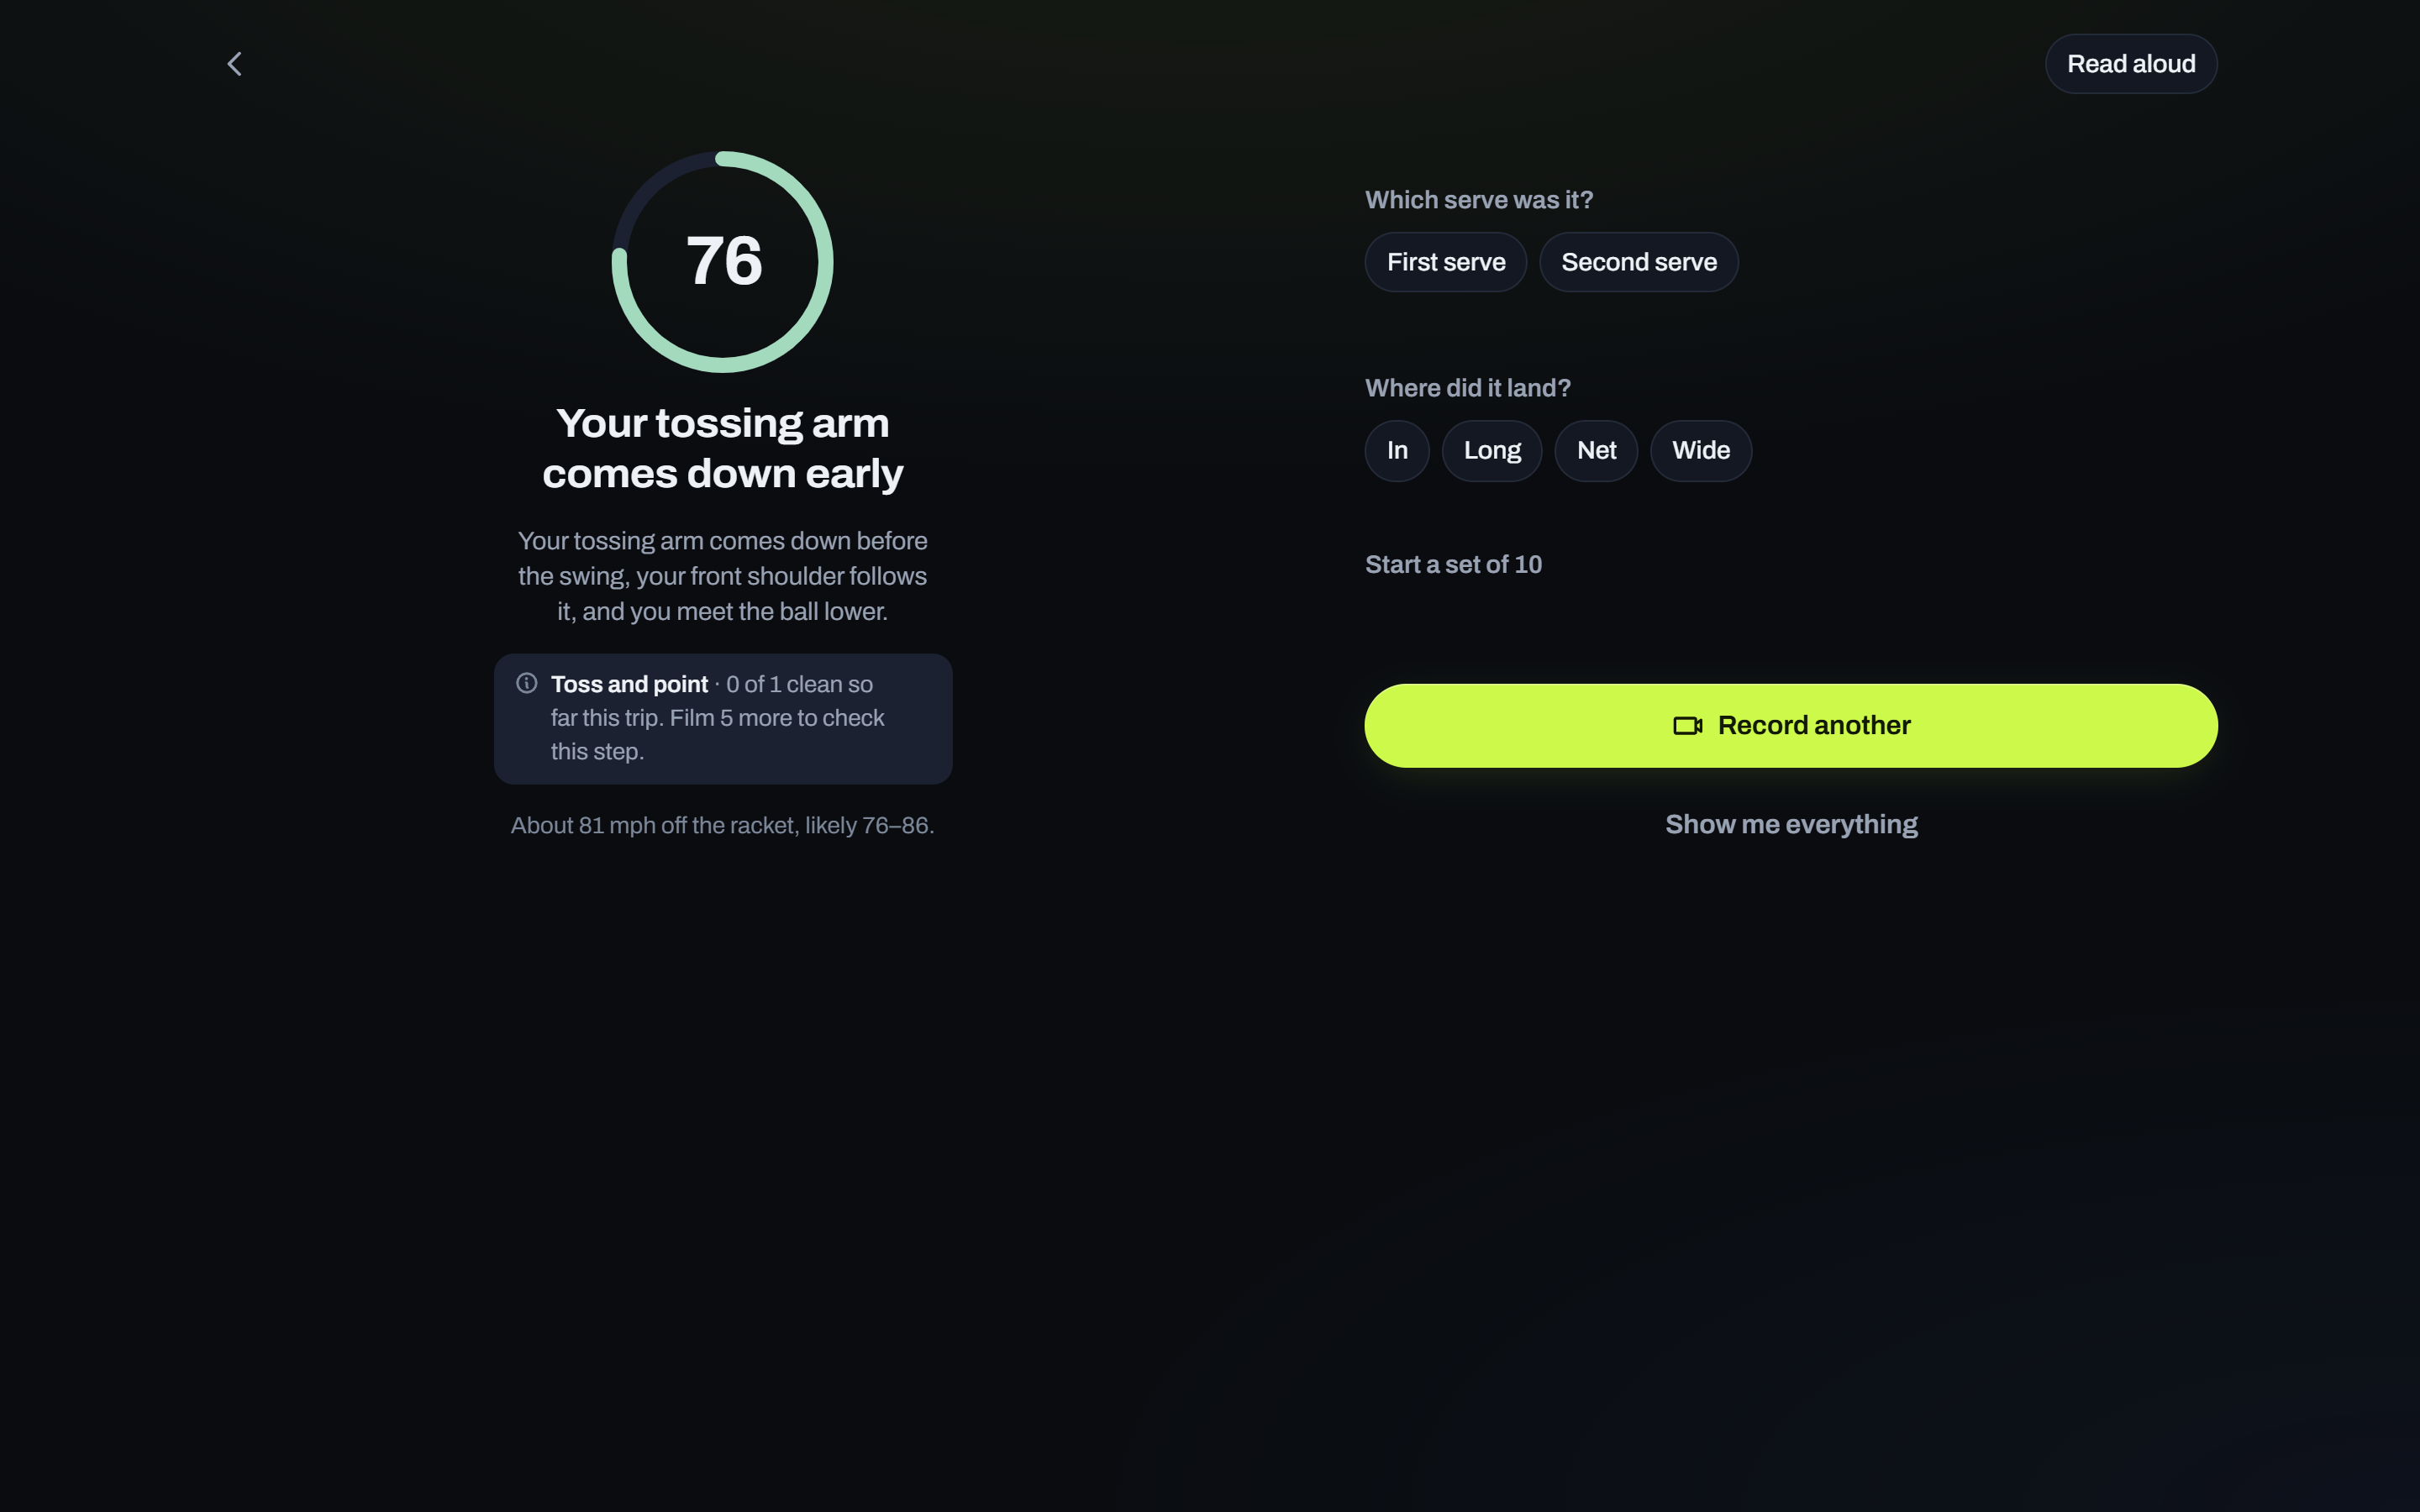 Read aloud
76
Your tossing arm
comes down early
Your tossing arm comes down before
the swing, your front shoulder follows
it, and you meet the ball lower.
Toss and point · 0 of 1 clean so
far this trip. Film 5 more to check
this step.
About 81 mph off the racket, likely 76–86.
Which serve was it?
First serve Second serve
Where did it land?
In Long Net Wide
Start a set of 10
Record another
Show me everything